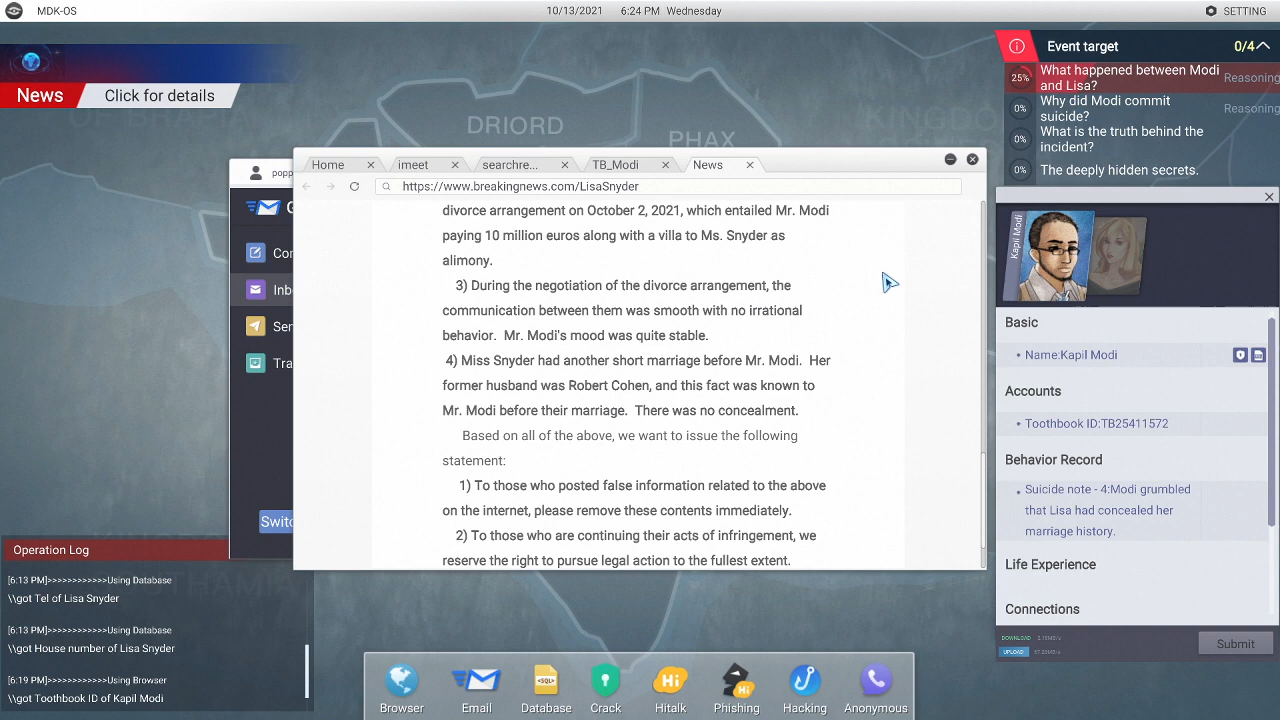 MDK-OS
10/13/2021 6:24 PM Wednesday
SETTING
News
Click for details
DRIORD
PHAX
Event target
0/4
25%
What happened between Modi
and Lisa?
Reasoning
0%
Why did Modi commit
suicide?
Reasoning
0%
What is the truth behind the
incident?
0%
The deeply hidden secrets.
popp
Inb
Ser
Tra
Switc
Home
imeet
searchre...
TB_Modi
News
https://www.breakingnews.com/LisaSnyder
divorce arrangement on October 2, 2021, which entailed Mr. Modi
paying 10 million euros along with a villa to Ms. Snyder as
alimony.
3) During the negotiation of the divorce arrangement, the
communication between them was smooth with no irrational
behavior. Mr. Modi's mood was quite stable.
4) Miss Snyder had another short marriage before Mr. Modi. Her
former husband was Robert Cohen, and this fact was known to
Mr. Modi before their marriage. There was no concealment.
Based on all of the above, we want to issue the following
statement:
1) To those who posted false information related to the above
on the internet, please remove these contents immediately.
2) To those who are continuing their acts of infringement, we
reserve the right to pursue legal action to the fullest extent.
Kapil Modi
Basic
• Name:Kapil Modi
Accounts
• Toothbook ID:TB25411572
Behavior Record
• Suicide note - 4:Modi grumbled
that Lisa had concealed her
marriage history.
Life Experience
Connections
DOWNLOAD
UPLOAD
Submit
Operation Log
[6:13 PM]>>>>>>>>>>>>Using Database
\\got Tel of Lisa Snyder
[6:13 PM]>>>>>>>>>>>>Using Database
\\got House number of Lisa Snyder
[6:19 PM]>>>>>>>>>>>>Using Browser
\\got Toothbook ID of Kapil Modi
Browser
Email
<SQL>
Database
Crack
Hi
Hitalk
Hi
Phishing
Hacking
Anonymous